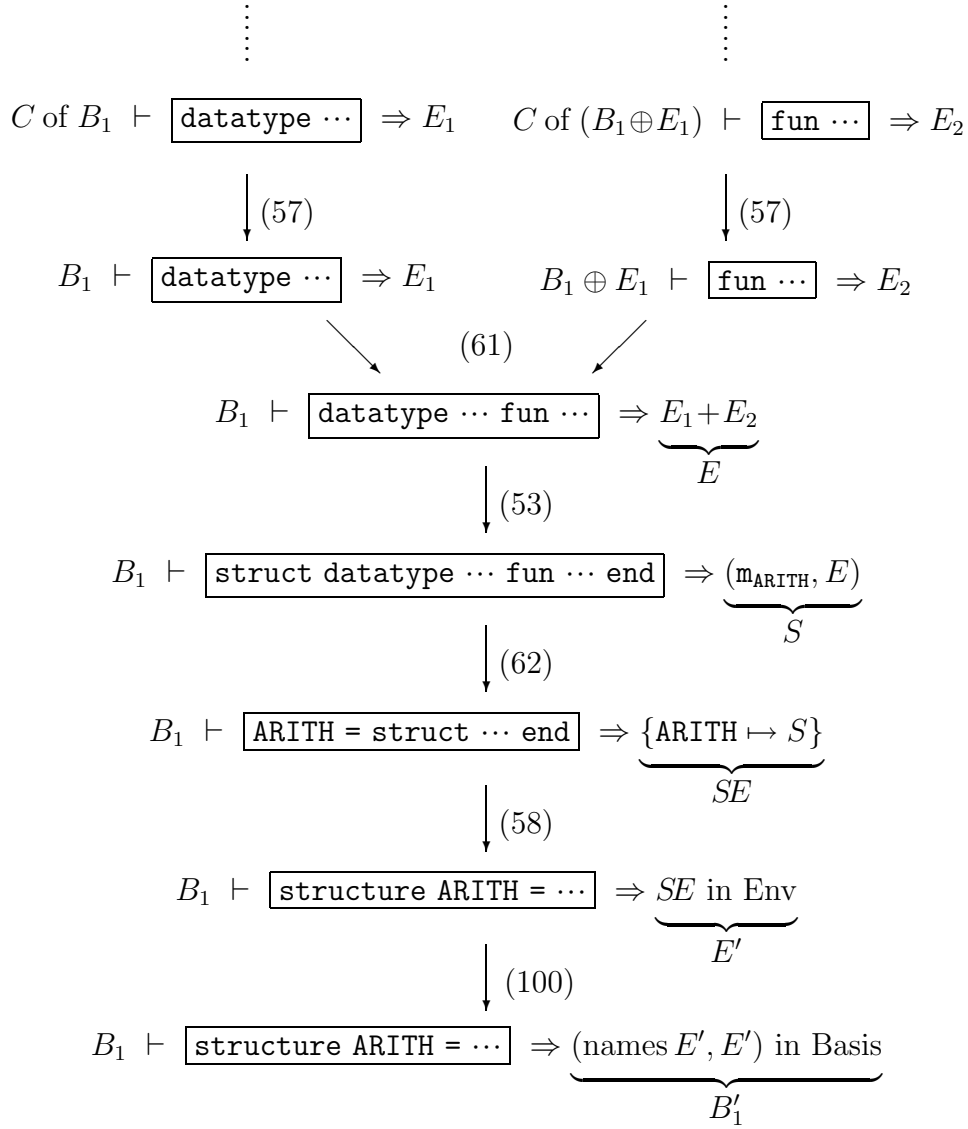 C of B₁ ⊢ datatype ⋯ ⇒ E₁ C of (B₁⊕E₁) ⊢ fun ⋯ ⇒ E₂
(57) (57)
B₁ ⊢ datatype ⋯ ⇒ E₁ B₁ ⊕ E₁ ⊢ fun ⋯ ⇒ E₂
(61)
B₁ ⊢ datatype ⋯ fun ⋯ ⇒ E₁+E₂
E
(53)
B₁ ⊢ struct datatype ⋯ fun ⋯ end ⇒ (m_ARITH, E)
S
(62)
B₁ ⊢ ARITH = struct ⋯ end ⇒ {ARITH ↦ S}
SE
(58)
B₁ ⊢ structure ARITH = ⋯ ⇒ SE in Env
E′
(100)
B₁ ⊢ structure ARITH = ⋯ ⇒ (names E′, E′) in Basis
B′₁